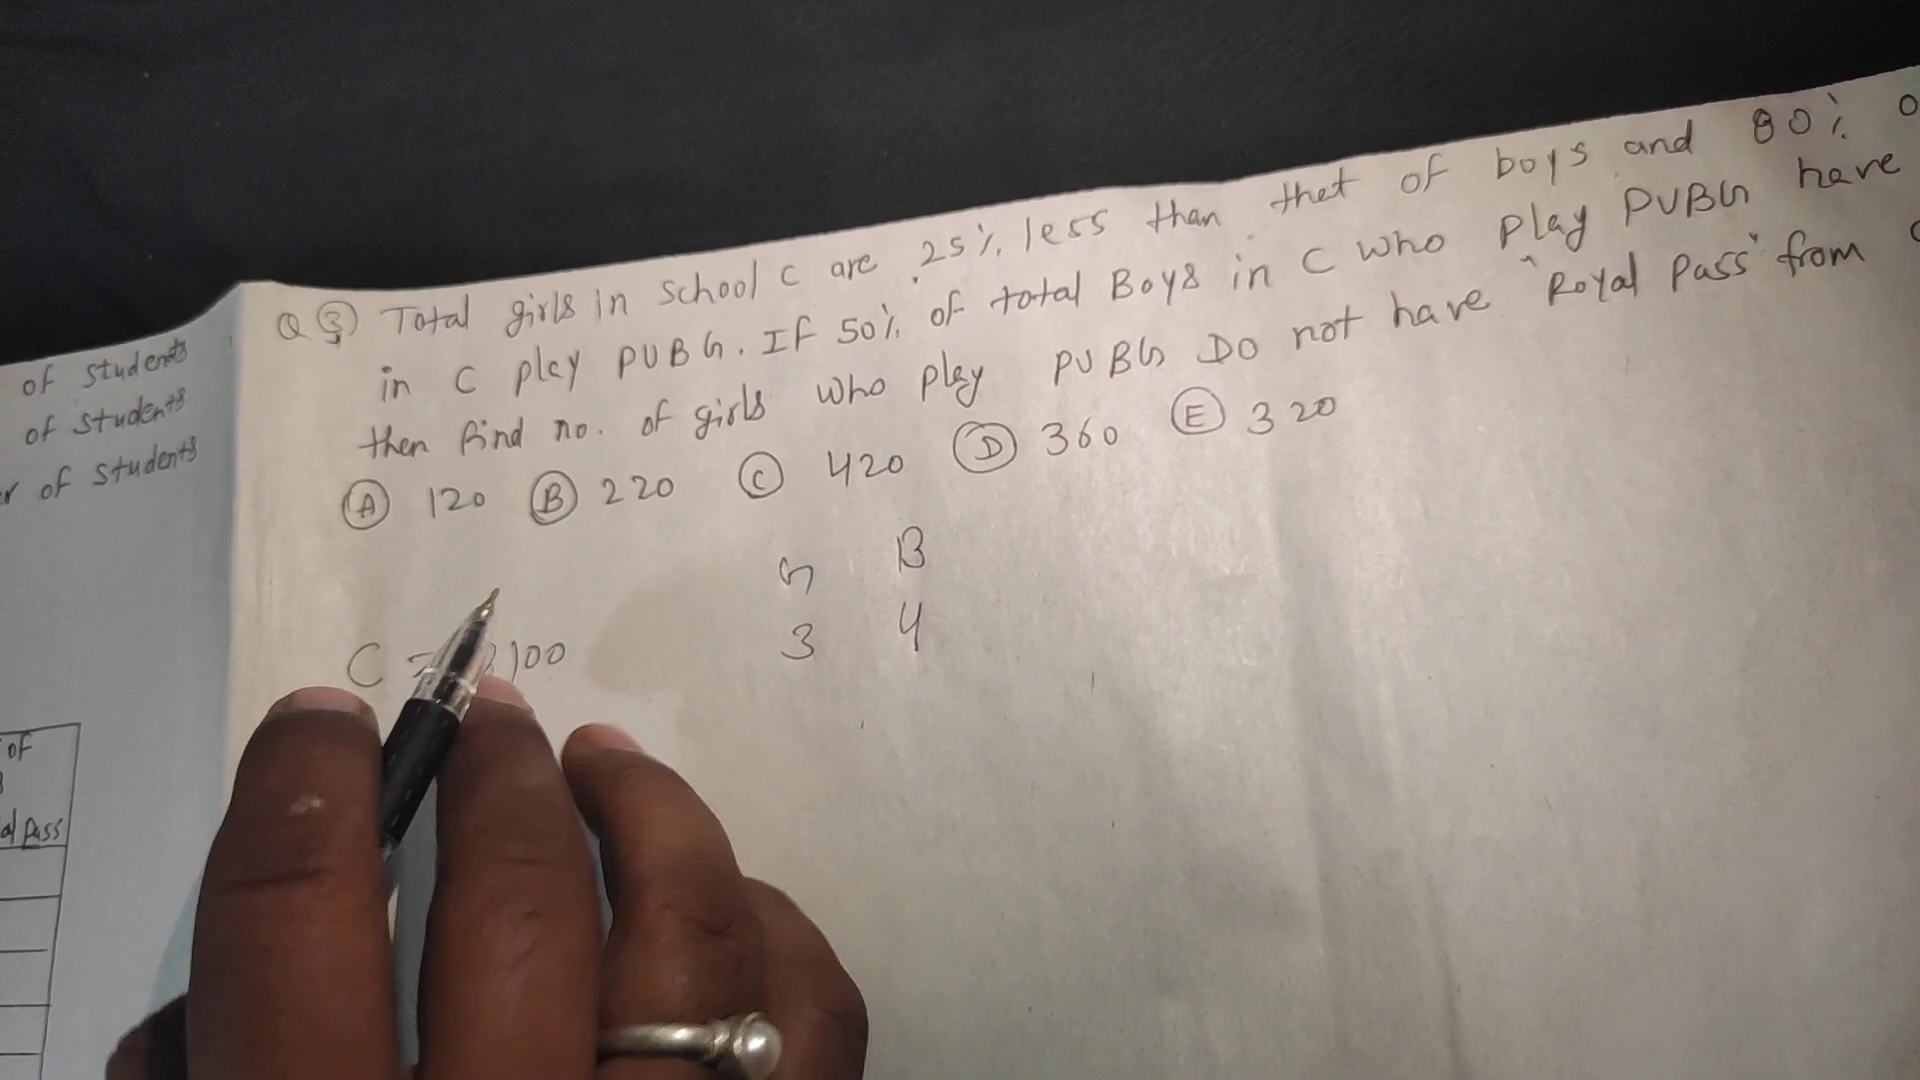 Q ③ Total girls in school C are 25% less than that of boys and 80%
in C play PUBG. If 50% of total Boys in C who play PUBG have
then find no. of girls who play PUBG Do not have "Royal Pass" from
Ⓐ 120 Ⓑ 220 Ⓒ 420 Ⓓ 360 Ⓔ 320
G B
3 4
C 100
of students
of students
of students
of
Pass